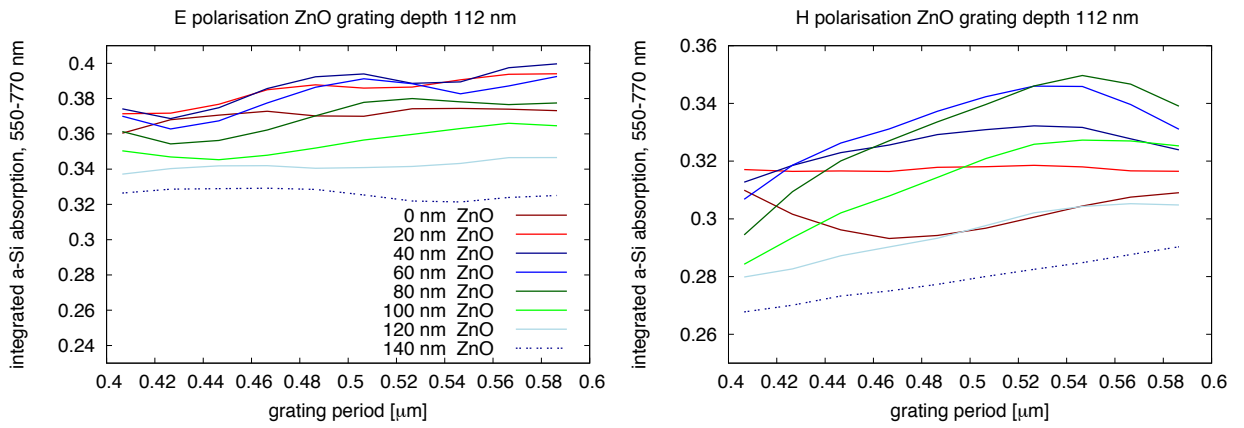 E polarisation ZnO grating depth 112 nm
integrated a-Si absorption, 550-770 nm
0.4
0.38
0.36
0.34
0.32
0.3
0.28
0.26
0.24
0 nm ZnO
20 nm ZnO
40 nm ZnO
60 nm ZnO
80 nm ZnO
100 nm ZnO
120 nm ZnO
140 nm ZnO
0.4 0.42 0.44 0.46 0.48 0.5 0.52 0.54 0.56 0.58 0.6
grating period [μm]
H polarisation ZnO grating depth 112 nm
integrated a-Si absorption, 550-770 nm
0.36
0.34
0.32
0.3
0.28
0.26
0.4 0.42 0.44 0.46 0.48 0.5 0.52 0.54 0.56 0.58 0.6
grating period [μm]